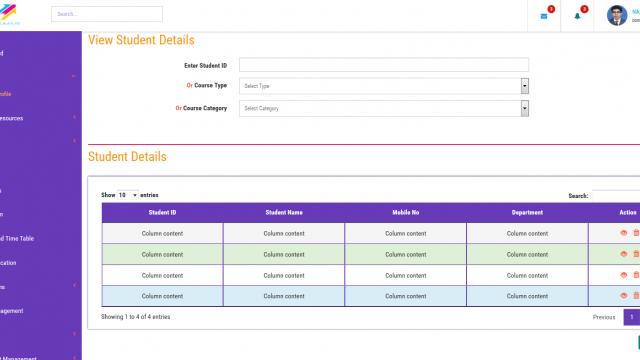 Search...
3
3
Nik
View Student Details
Enter Student ID
Or Course Type
Select Type
Or Course Category
Select Category
Student Details
Show 10 entries
Search:
Student ID Student Name Mobile No Department Action
Column content Column content Column content Column content
Column content Column content Column content Column content
Column content Column content Column content Column content
Column content Column content Column content Column content
Showing 1 to 4 of 4 entries
Previous 1
d
rofile
esources
s
n
d Time Table
cation
ns
agement
t Management